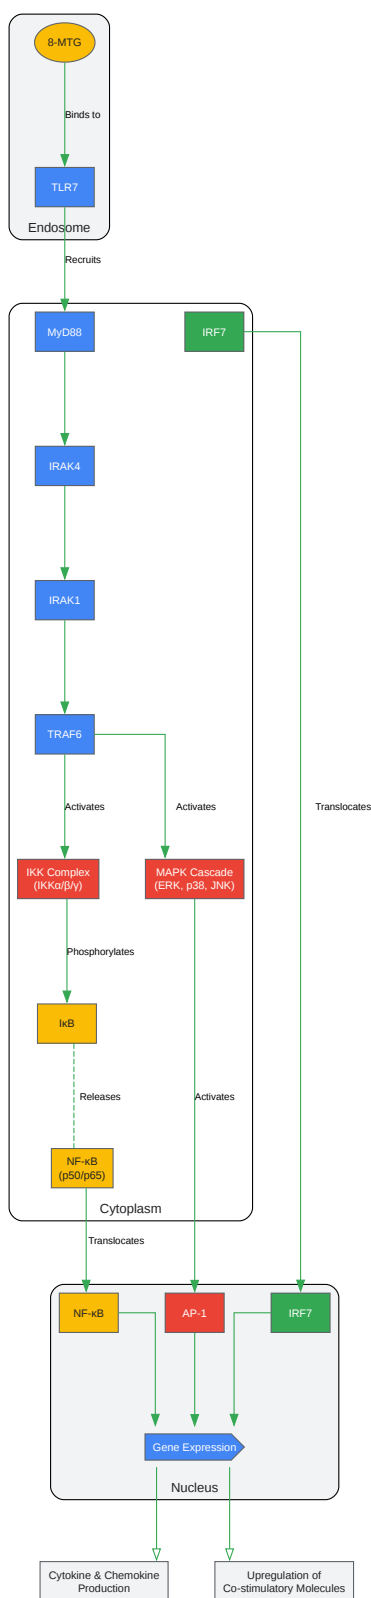 8-MTG
Binds to
TLR7
Endosome
Recruits
MyD88
IRF7
IRAK4
IRAK1
TRAF6
Activates
Activates
Translocates
IKK Complex
(IKKα/β/γ)
MAPK Cascade
(ERK, p38, JNK)
Phosphorylates
IκB
Releases
Activates
NF-κB
(p50/p65)
Cytoplasm
Translocates
NF-κB
AP-1
IRF7
Gene Expression
Nucleus
Cytokine & Chemokine
Production
Upregulation of
Co-stimulatory Molecules